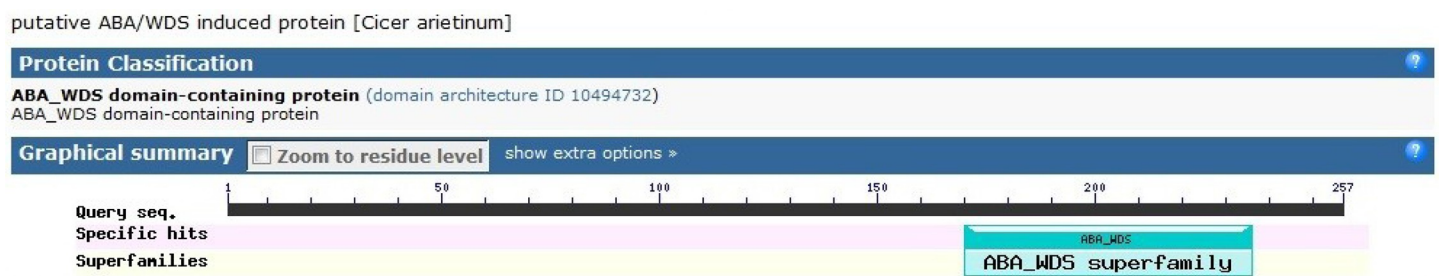 putative ABA/WDS induced protein [Cicer arietinum]
Protein Classification ?
ABA_WDS domain-containing protein (domain architecture ID 10494732)
ABA_WDS domain-containing protein
Graphical summary Zoom to residue level show extra options » ?
1 50 100 150 200 257
Query seq.
Specific hits ABA_WDS
Superfamilies ABA_WDS superfamily